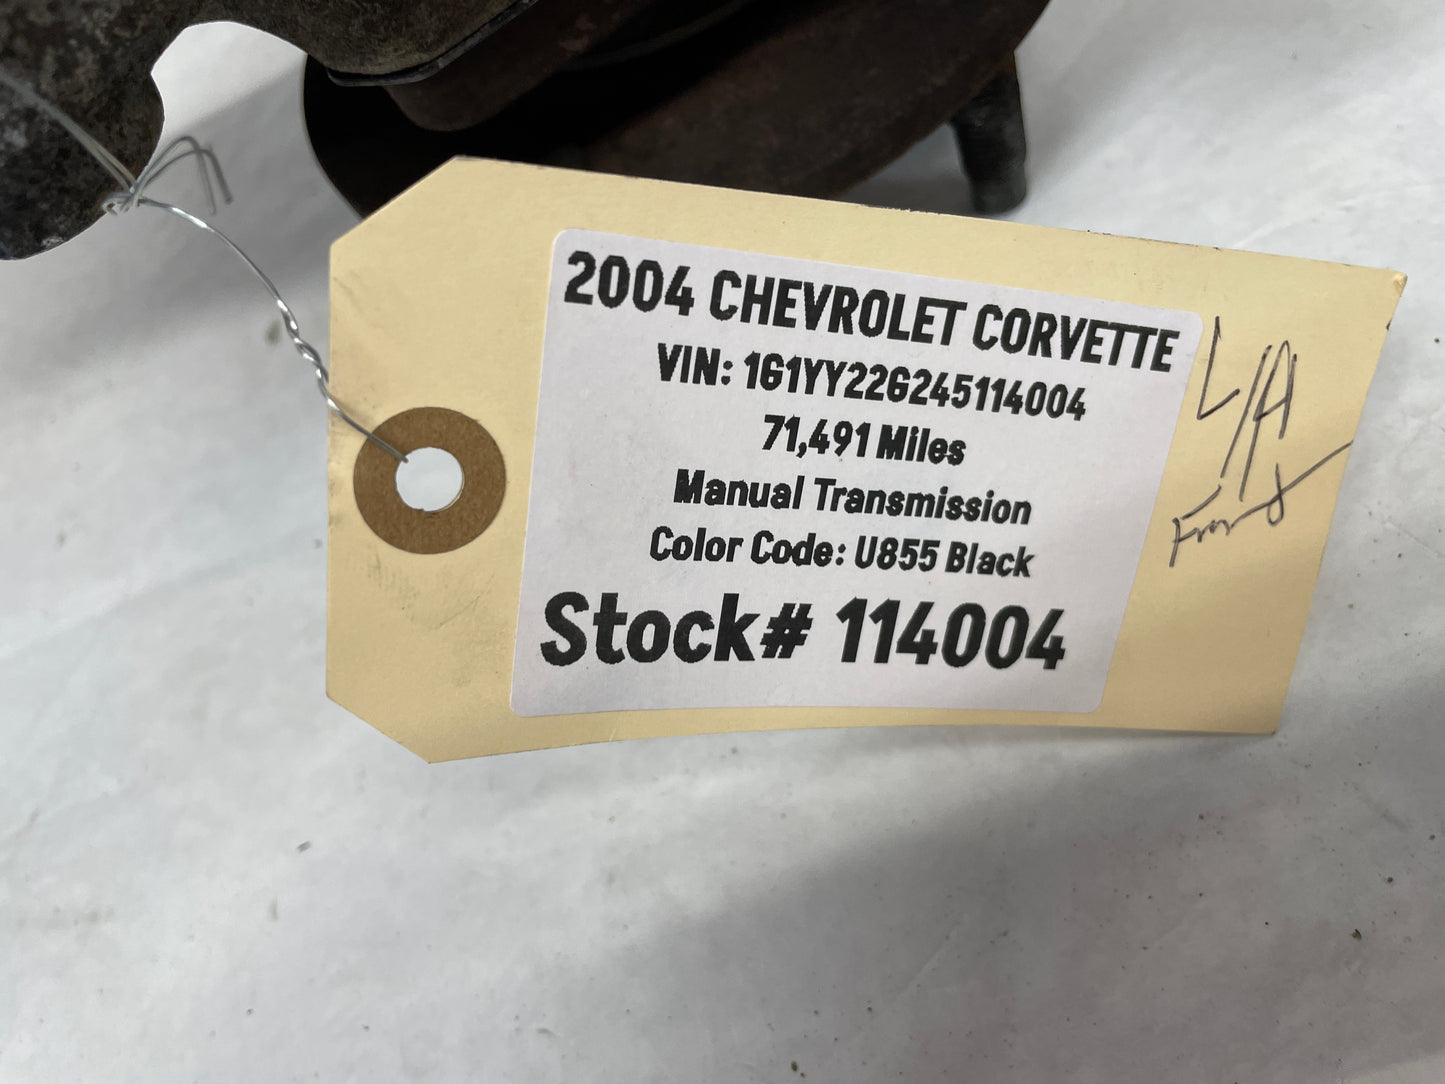 2004 CHEVROLET CORVETTE
VIN: 1G1YY22G245114004
71,491 Miles
Manual Transmission
Color Code: U855 Black
Stock# 114004
L/A
Front